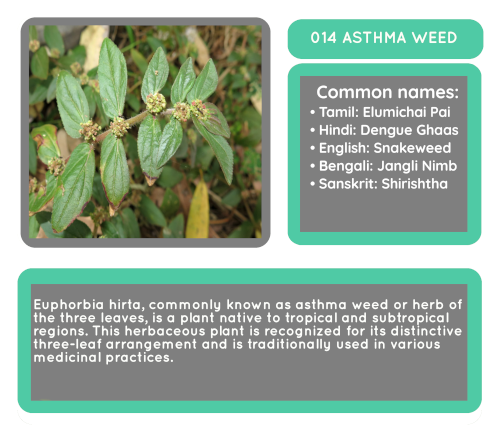 014 ASTHMA WEED
Common names:
• Tamil: Elumichai Pai
• Hindi: Dengue Ghaas
• English: Snakeweed
• Bengali: Jangli Nimb
• Sanskrit: Shirishtha
Euphorbia hirta, commonly known as asthma weed or herb of
the three leaves, is a plant native to tropical and subtropical
regions. This herbaceous plant is recognized for its distinctive
three-leaf arrangement and is traditionally used in various
medicinal practices.